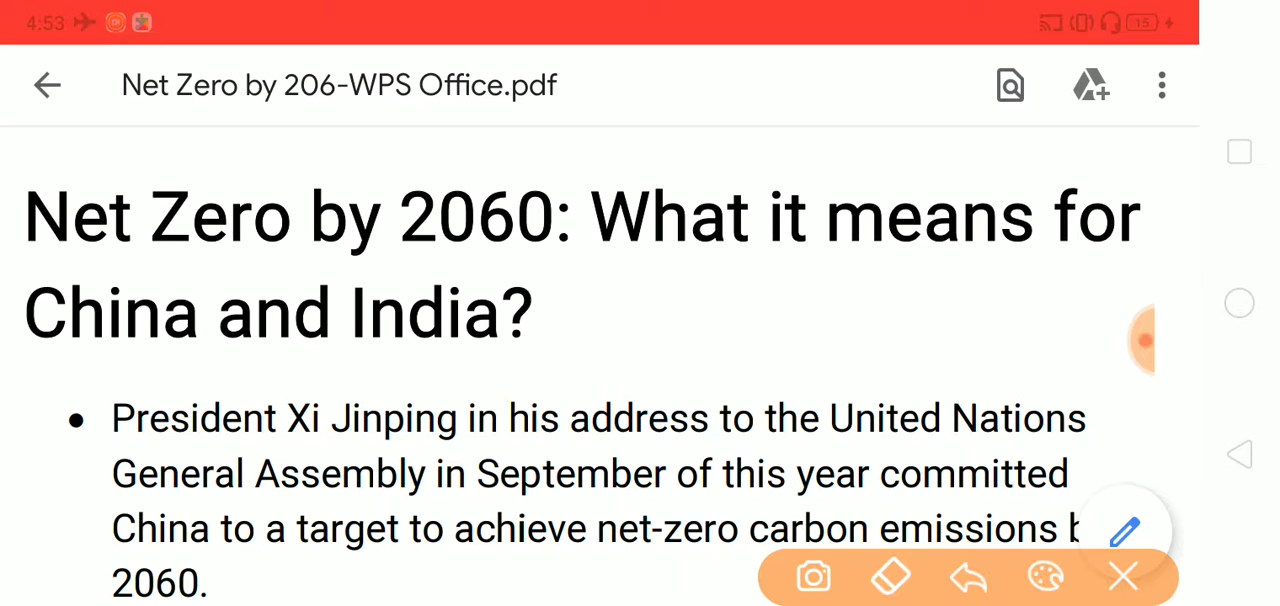 4:53
15
Net Zero by 206-WPS Office.pdf
Net Zero by 2060: What it means for
China and India?
• President Xi Jinping in his address to the United Nations
General Assembly in September of this year committed
China to a target to achieve net-zero carbon emissions
2060.